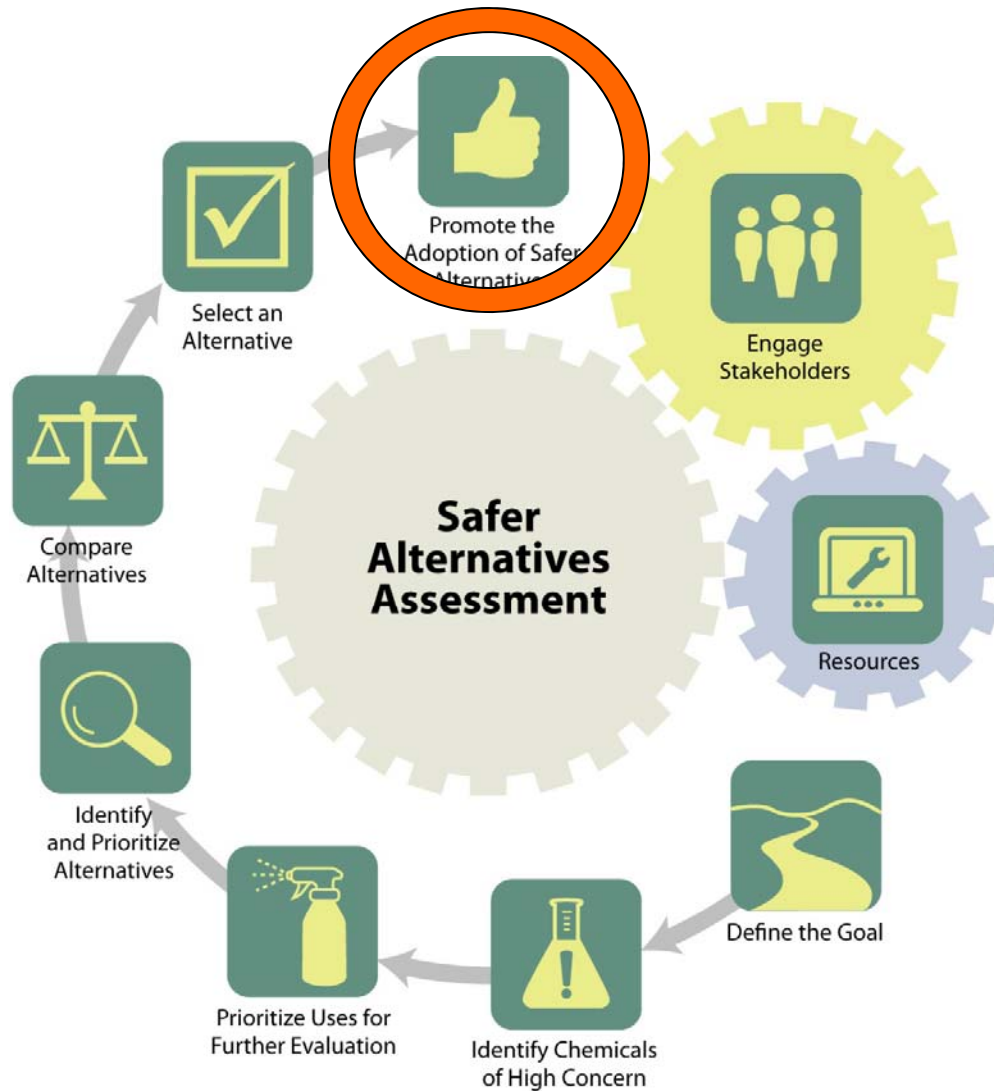 Promote the
Adoption of Safer
Alternative
Engage
Stakeholders
Select an
Alternative
Safer
Alternatives
Assessment
Compare
Alternatives
Resources
Identify
and Prioritize
Alternatives
Define the Goal
Prioritize Uses for
Further Evaluation
Identify Chemicals
of High Concern